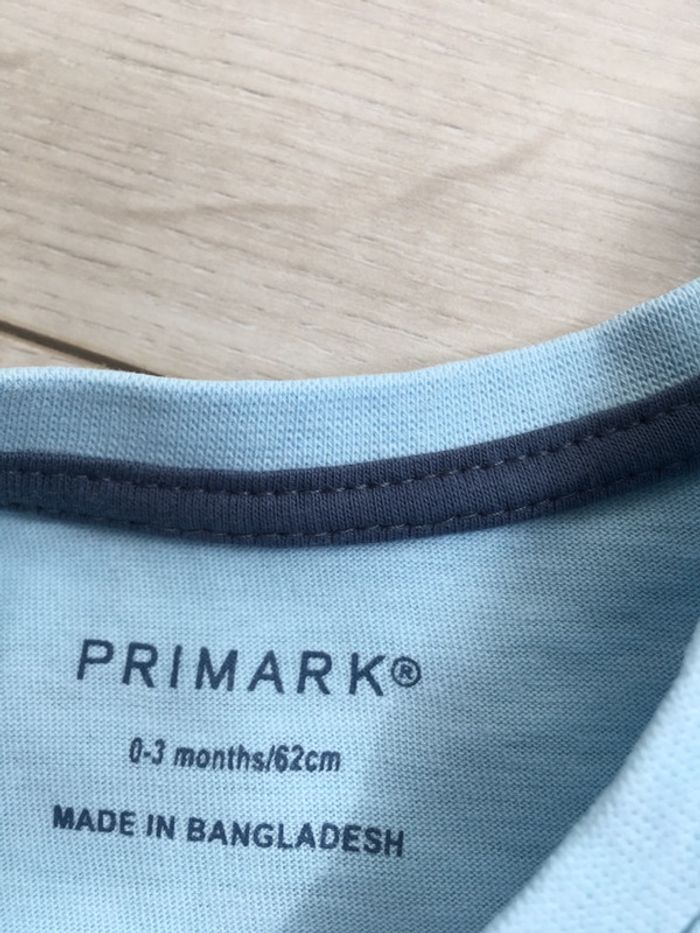 PRIMARK®
0-3 months/62cm
MADE IN BANGLADESH